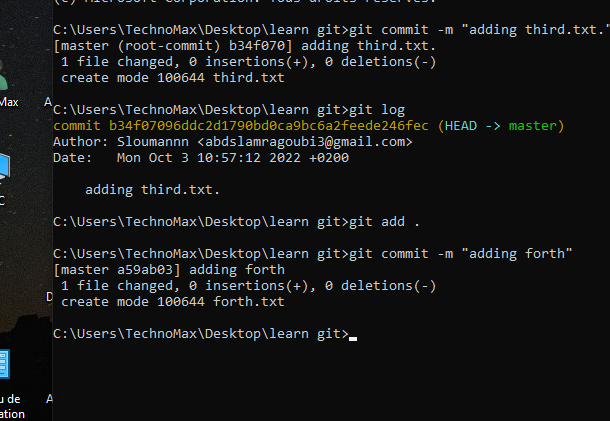 (c) Microsoft Corporation. Tous droits réservés.
C:\Users\TechnoMax\Desktop\learn git>git commit -m "adding third.txt."
[master (root-commit) b34f070] adding third.txt.
 1 file changed, 0 insertions(+), 0 deletions(-)
 create mode 100644 third.txt
C:\Users\TechnoMax\Desktop\learn git>git log
commit b34f07096ddc2d1790bd0ca9bc6a2feede246fec (HEAD -> master)
Author: Sloumannn <abdslamragoubi3@gmail.com>
Date:   Mon Oct 3 10:57:12 2022 +0200
    adding third.txt.
C:\Users\TechnoMax\Desktop\learn git>git add .
C:\Users\TechnoMax\Desktop\learn git>git commit -m "adding forth"
[master a59ab03] adding forth
 1 file changed, 0 insertions(+), 0 deletions(-)
 create mode 100644 forth.txt
C:\Users\TechnoMax\Desktop\learn git>
Max
A
C
D
u de
ation
A